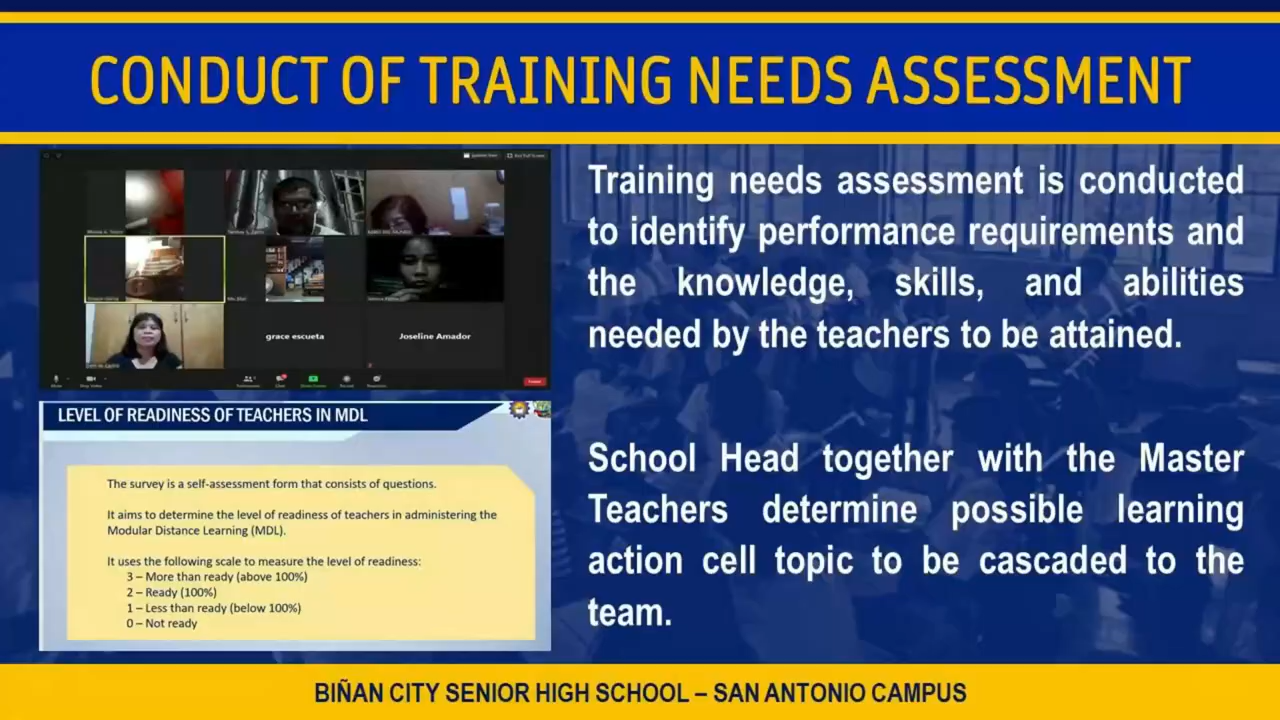 CONDUCT OF TRAINING NEEDS ASSESSMENT
grace escueta
Joseline Amador
LEVEL OF READINESS OF TEACHERS IN MDL
The survey is a self-assessment form that consists of questions.
It aims to determine the level of readiness of teachers in administering the
Modular Distance Learning (MDL).
It uses the following scale to measure the level of readiness:
3 – More than ready (above 100%)
2 – Ready (100%)
1 – Less than ready (below 100%)
0 – Not ready
Training needs assessment is conducted
to identify performance requirements and
the knowledge, skills, and abilities
needed by the teachers to be attained.
School Head together with the Master
Teachers determine possible learning
action cell topic to be cascaded to the
team.
BIÑAN CITY SENIOR HIGH SCHOOL – SAN ANTONIO CAMPUS